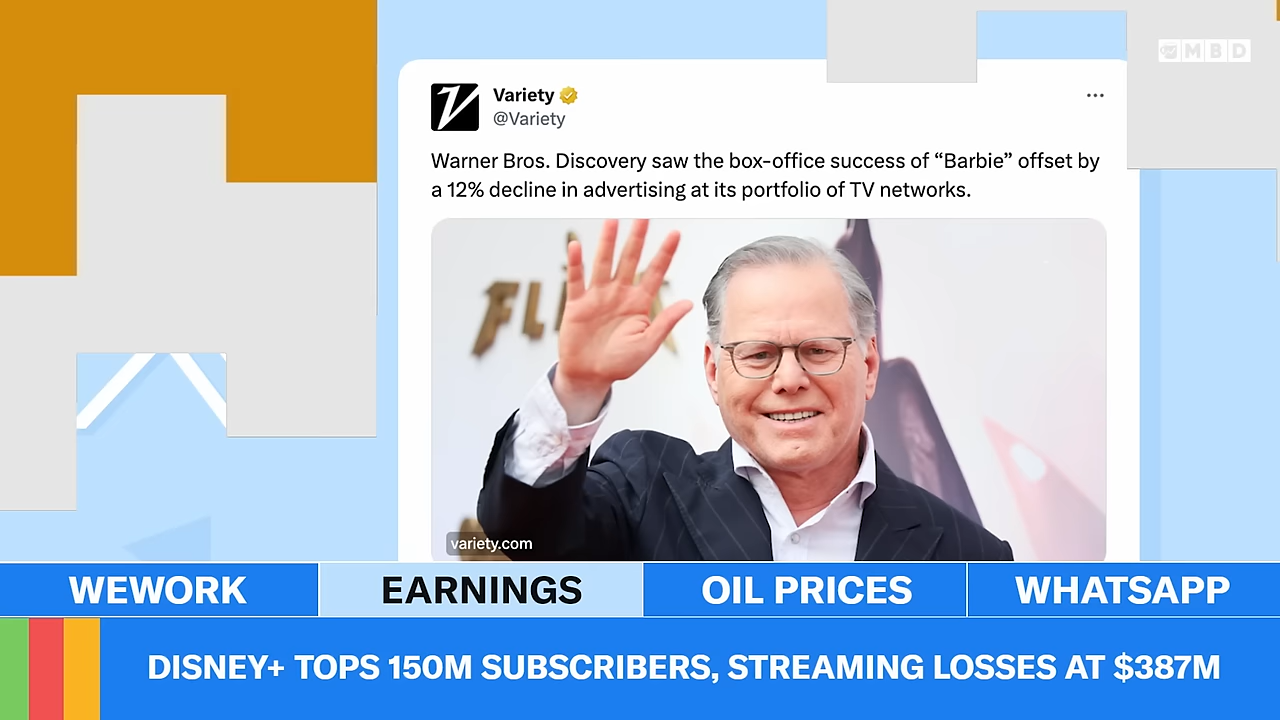 MBD
Variety
@Variety
Warner Bros. Discovery saw the box-office success of “Barbie” offset by
a 12% decline in advertising at its portfolio of TV networks.
variety.com
WEWORK
EARNINGS
OIL PRICES
WHATSAPP
DISNEY+ TOPS 150M SUBSCRIBERS, STREAMING LOSSES AT $387M